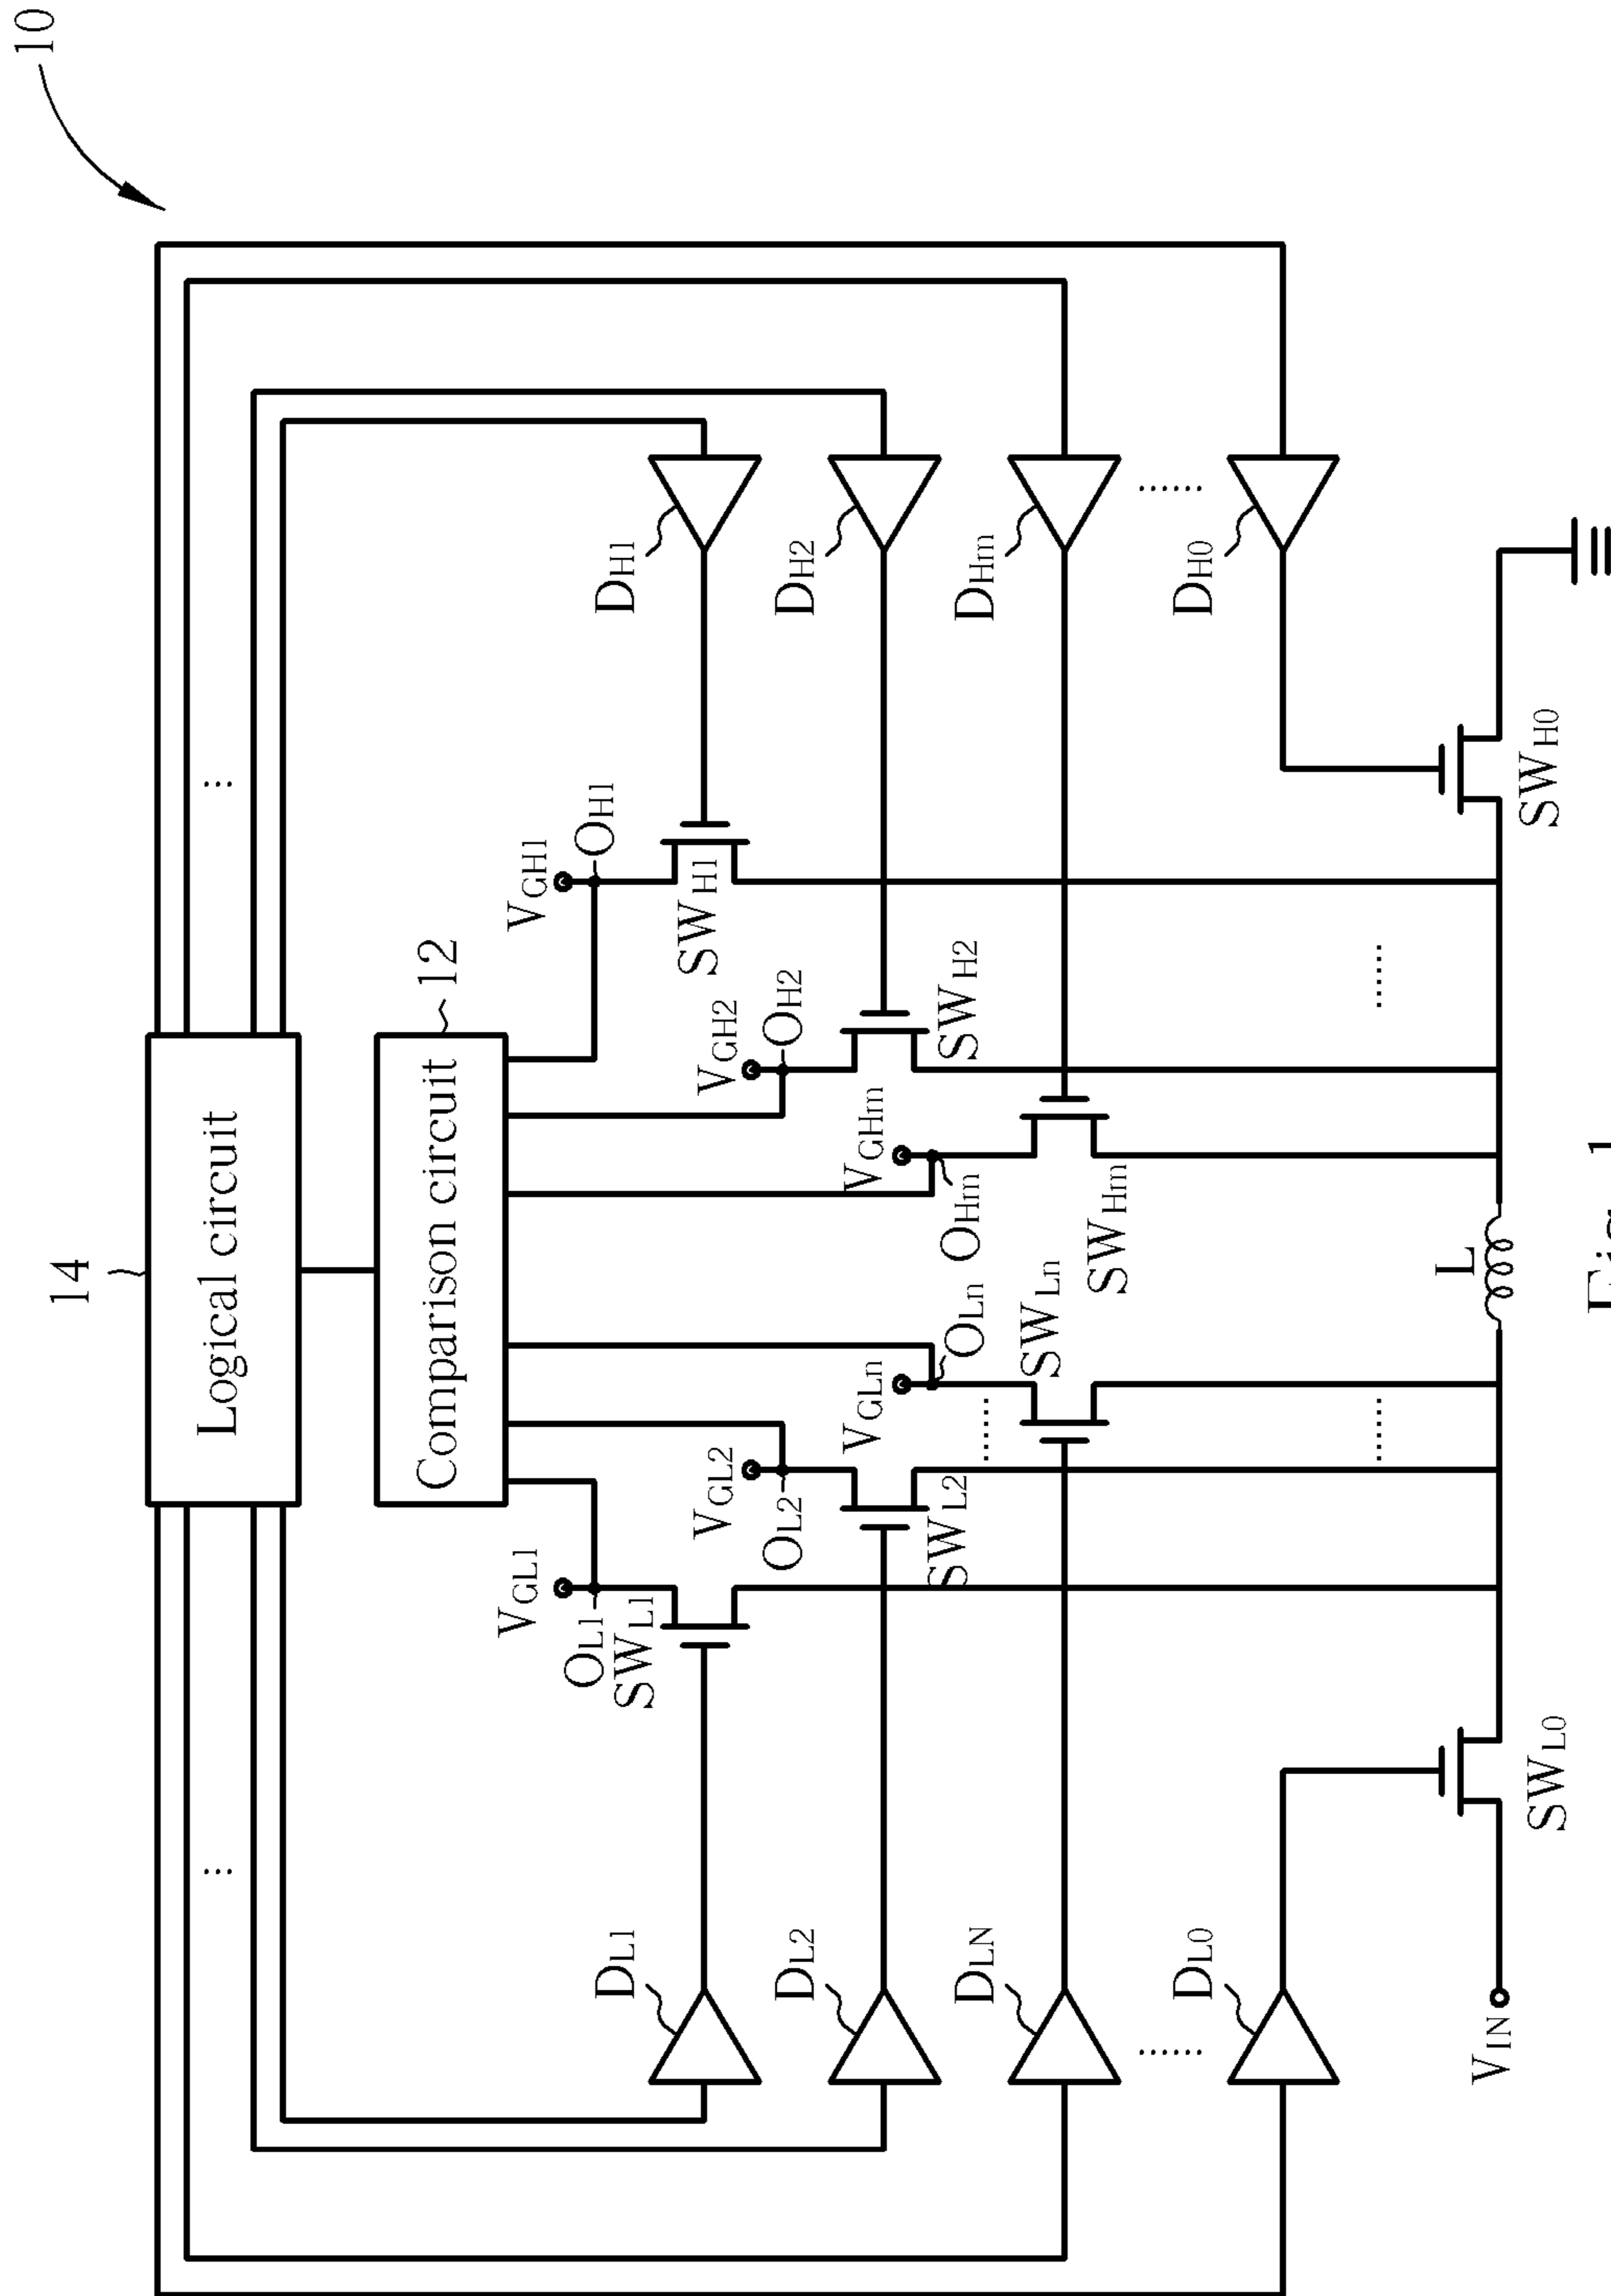 10
14
Logical circuit
12
Comparison circuit
VGL1
OL1
SWL1
VGL2
OL2
SWL2
VGLn
OLn
SWLn
VGHm
OHm
SWHm
VGH2
OH2
SWH2
VGH1
OH1
SWH1
DL1
DL2
DLN
DL0
DH1
DH2
DHm
DH0
VIN
SWL0
L
SWH0